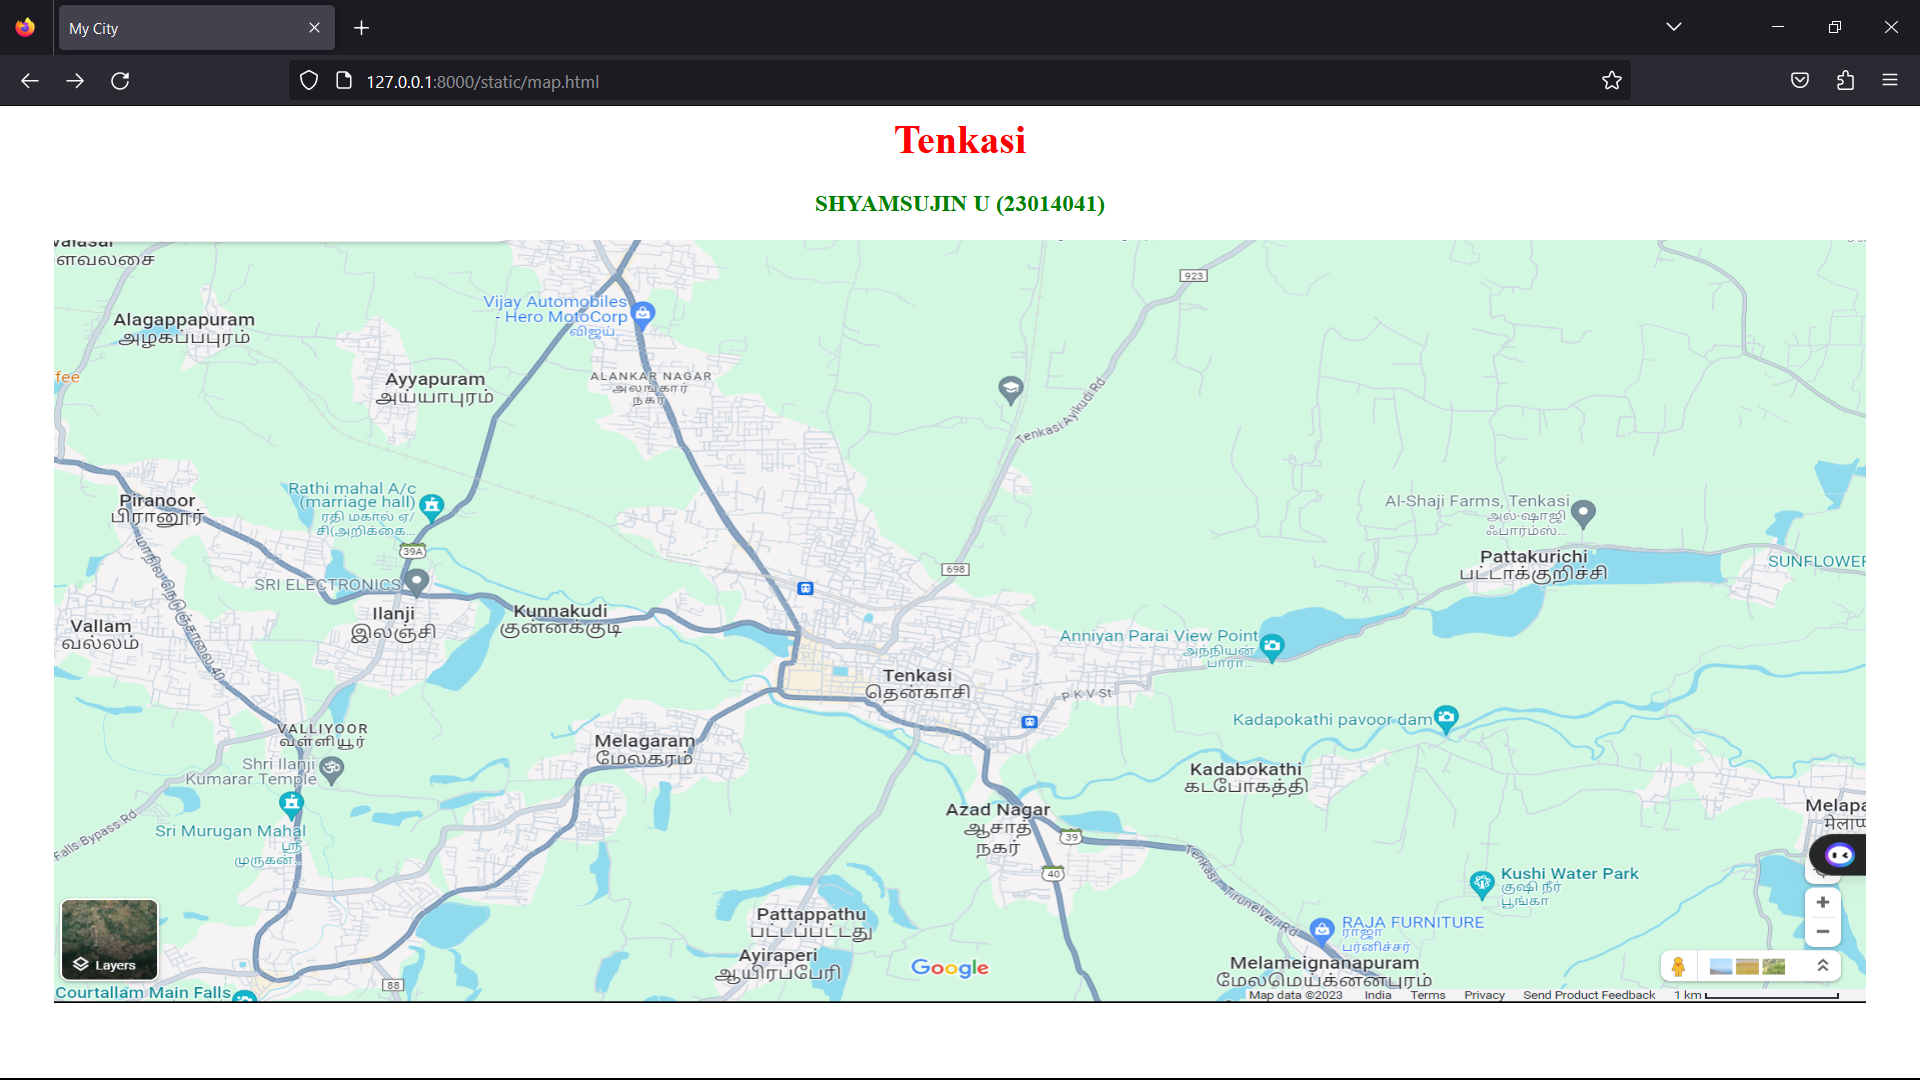 My City
127.0.0.1:8000/static/map.html
Tenkasi
SHYAMSUJIN U (23014041)
ளவலசை
923
Vijay Automobiles
- Hero MotoCorp
விஜய்...
Alagappapuram
அழகப்பபுரம்
ffee
Ayyapuram
அய்யாபுரம்
ALANKAR NAGAR
அலங்கார்
நகர்
Tenkasi Ayikudi Rd
Rathi mahal A/c
(marriage hall)
ரதி மகால் ஏ/
சி(அறிக்கை...
Piranoor
பிரானூர்
Al-Shaji Farms, Tenkasi
அல்-ஷாஜி
ஃபார்ம்ஸ்...
39A
மாநில நெடுஞ்சாலை 40
698
Pattakurichi
பட்டாக்குறிச்சி
SUNFLOWER
SRI ELECTRONICS
Ilanji
இலஞ்சி
Kunnakudi
குன்னக்குடி
Vallam
வல்லம்
Anniyan Parai View Point
அந்நியன்
பாரா...
Tenkasi
தென்காசி
P K V St
VALLIYOOR
வள்ளியூர்
Kadapokathi pavoor dam
Melagaram
மேலகரம்
Shri Ilanji
Kumarar Temple
Kadabokathi
கடபோகத்தி
Azad Nagar
ஆசாத்
நகர்
Melapa
Falls Bypass Rd
Sri Murugan Mahal
ஸ்ரீ
முருகன்...
39
40
Tenkasi - Tirunelveli Rd
Kushi Water Park
குஷி நீர்
பூங்கா
Pattappathu
பட்டப்பட்டது
RAJA FURNITURE
ராஜா
பர்னிச்சர்
Ayiraperi
ஆயிரப்பேரி
Google
Melameignanapuram
மேலமெய்க்னனபுரம்
Layers
88
Courtallam Main Falls
Map data ©2023 India Terms Privacy Send Product Feedback 1 km